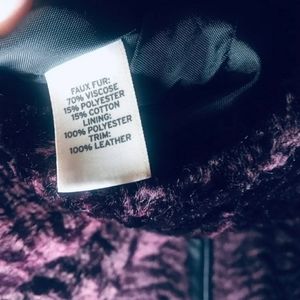 FAUX FUR:
70% VISCOSE
15% POLYESTER
15% COTTON
LINING:
100% POLYESTER
TRIM:
100% LEATHER